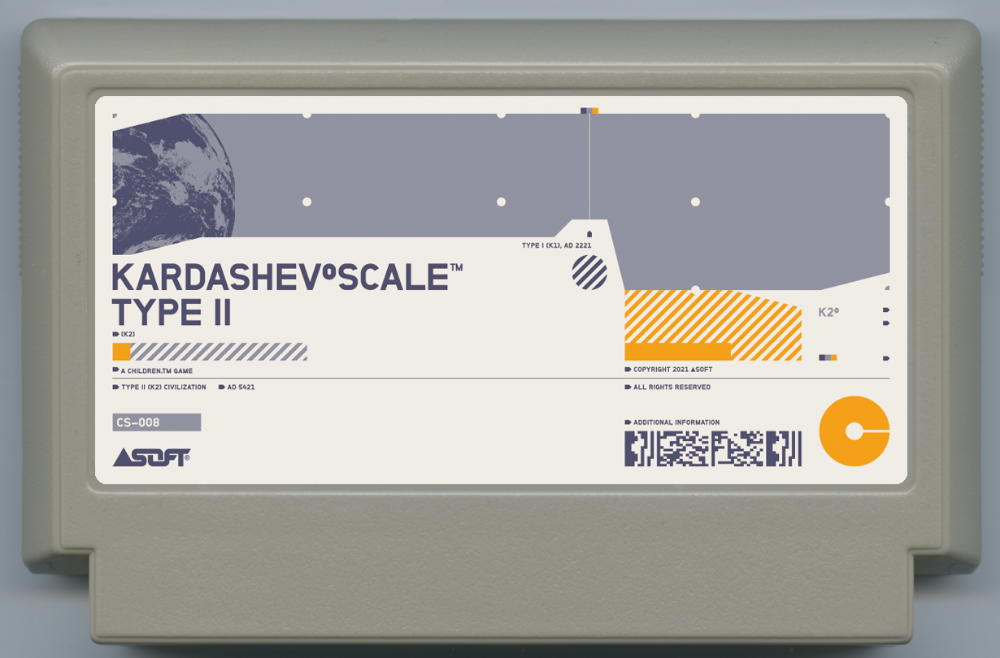 TYPE I (K1), AD 2221
KARDASHEVºSCALE™
TYPE II
(K2)
K2º
A CHILDREN.TM GAME
COPYRIGHT 2021 ASOFT
TYPE II (K2) CIVILIZATION AD 5421
ALL RIGHTS RESERVED
CS–008
ADDITIONAL INFORMATION
ASOFT®